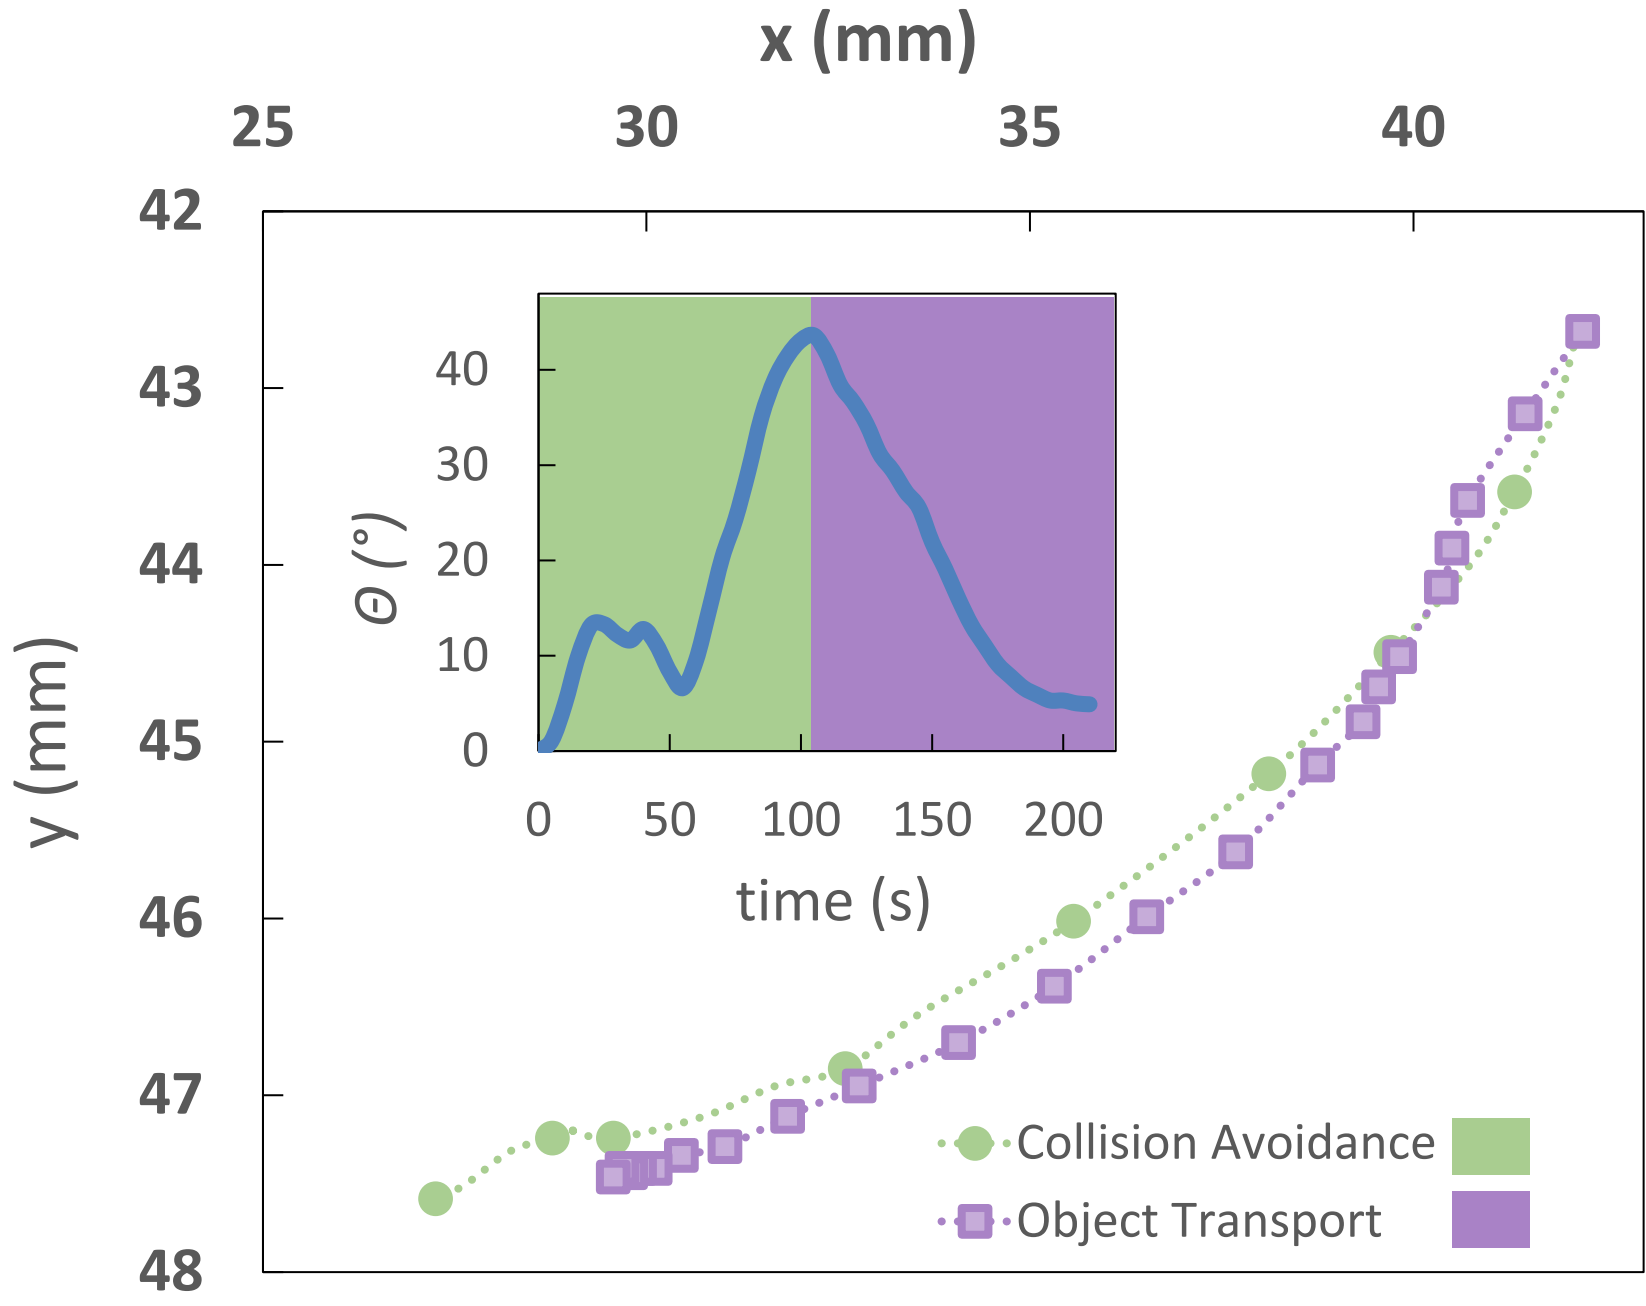 x (mm)
25 30 35 40
42
43
44
45
46
47
48
y (mm)
40
30
20
10
0
Θ (°)
0 50 100 150 200
time (s)
Collision Avoidance
Object Transport